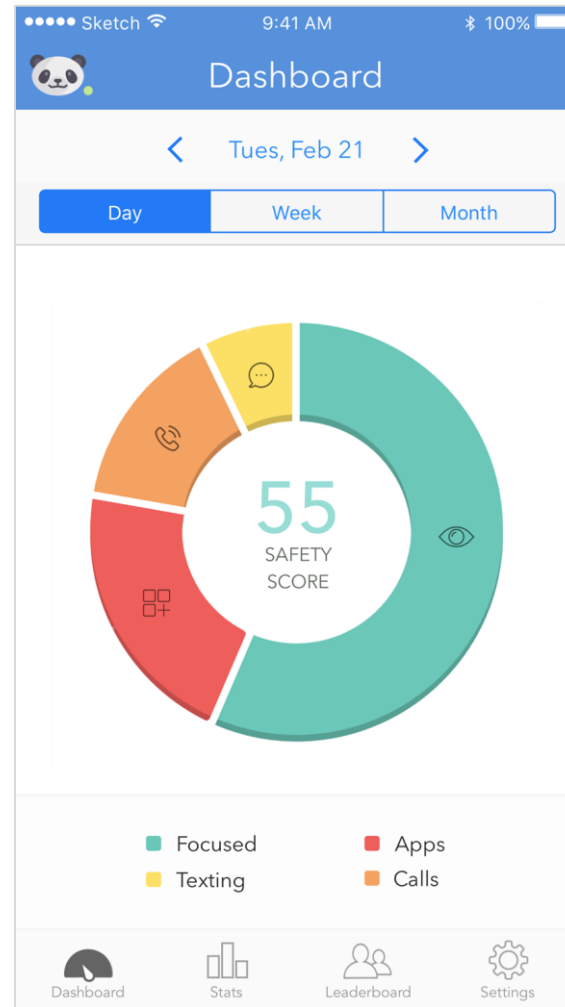 Sketch 9:41 AM 100%
Dashboard
Tues, Feb 21
Day Week Month
55
SAFETY
SCORE
Focused Apps
Texting Calls
Dashboard Stats Leaderboard Settings